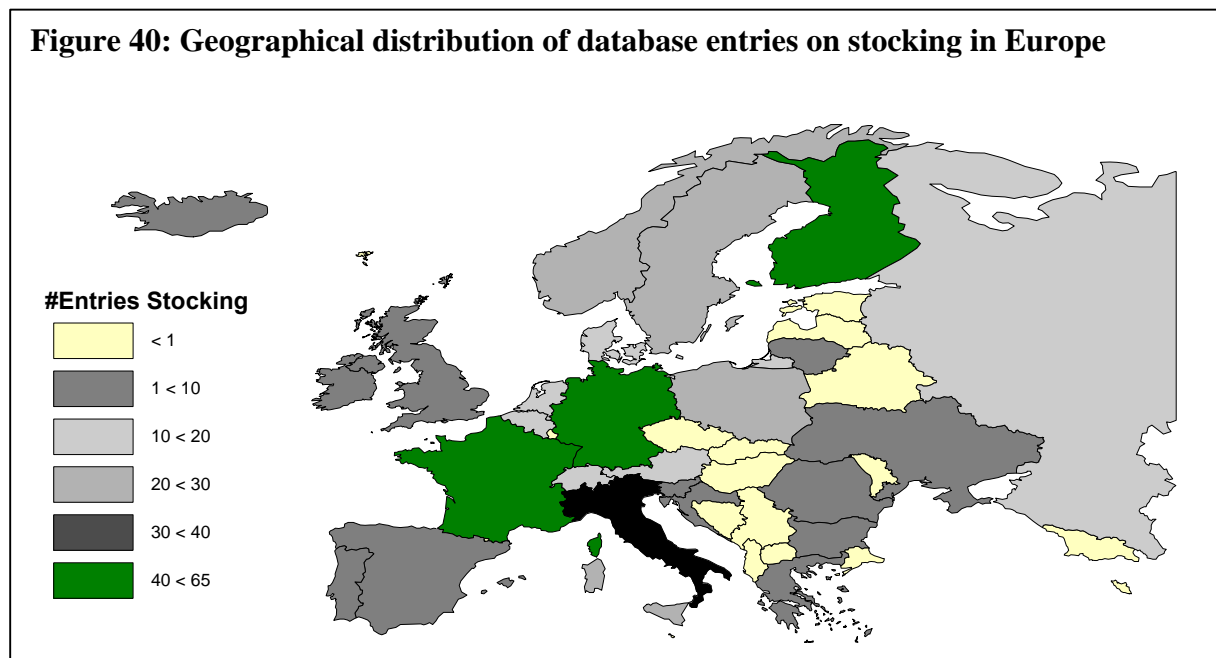 Figure 40: Geographical distribution of database entries on stocking in Europe
#Entries Stocking
< 1
1 < 10
10 < 20
20 < 30
30 < 40
40 < 65